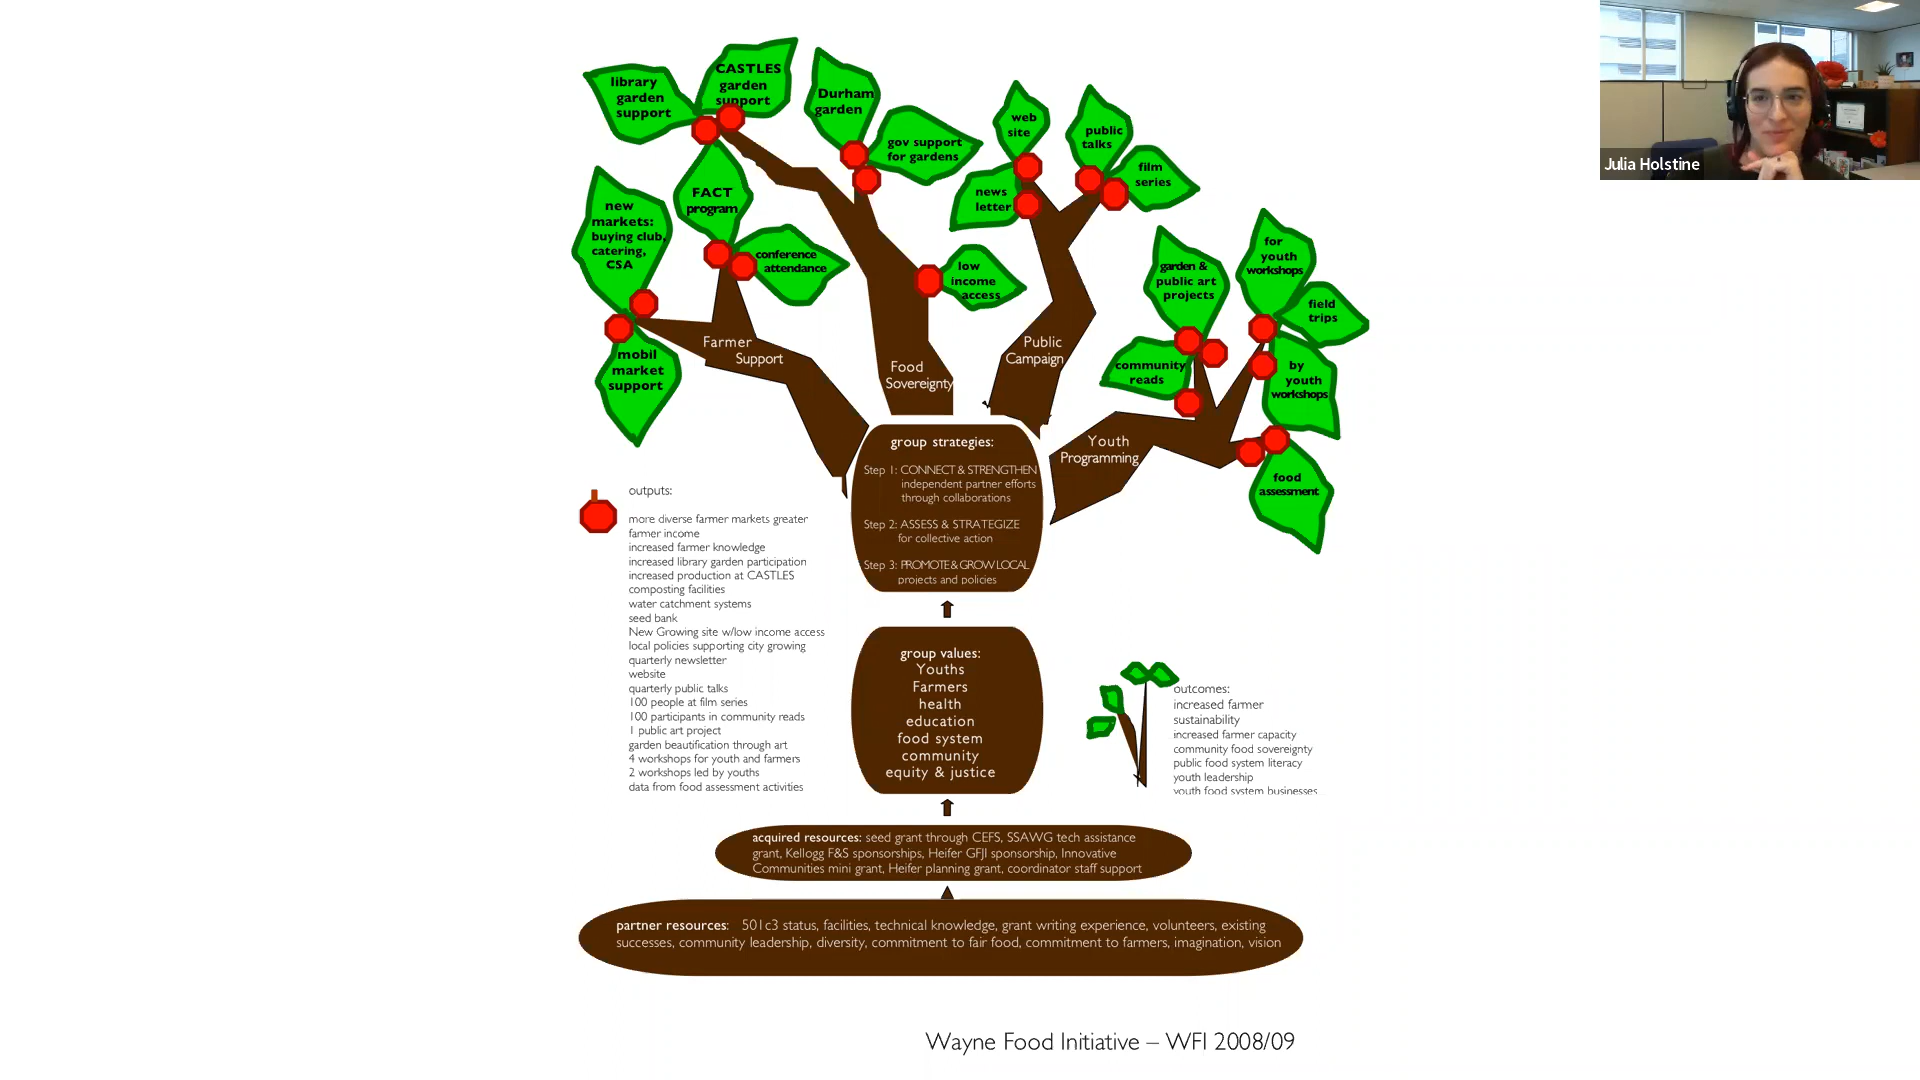 library
garden
support
CASTLES
garden
support
Durham
garden
gov support
for gardens
web
site
public
talks
film
series
news
letter
new
markets:
buying club,
catering,
CSA
FACT
program
conference
attendance
low
income
access
mobil
market
support
garden &
public art
projects
for
youth
workshops
field
trips
community
reads
by
youth
workshops
food
assessment
Farmer
Support
Food
Sovereignty
Public
Campaign
Youth
Programming
group strategies:
Step 1: CONNECT & STRENGTHEN
independent partner efforts
through collaborations
Step 2: ASSESS & STRATEGIZE
for collective action
Step 3: PROMOTE & GROW LOCAL
projects and policies
outputs:
more diverse farmer markets greater
farmer income
increased farmer knowledge
increased library garden participation
increased production at CASTLES
composting facilities
water catchment systems
seed bank
New Growing site w/low income access
local policies supporting city growing
quarterly newsletter
website
quarterly public talks
100 people at film series
100 participants in community reads
1 public art project
garden beautification through art
4 workshops for youth and farmers
2 workshops led by youths
data from food assessment activities
group values:
Youths
Farmers
health
education
food system
community
equity & justice
outcomes:
increased farmer
sustainability
increased farmer capacity
community food sovereignty
public food system literacy
youth leadership
youth food system businesses
acquired resources: seed grant through CEFS, SSAWG tech assistance
grant, Kellogg F&S sponsorships, Heifer GFJI sponsorship, Innovative
Communities mini grant, Heifer planning grant, coordinator staff support
partner resources: 501c3 status, facilities, technical knowledge, grant writing experience, volunteers, existing
successes, community leadership, diversity, commitment to fair food, commitment to farmers, imagination, vision
Wayne Food Initiative – WFI 2008/09
Julia Holstine